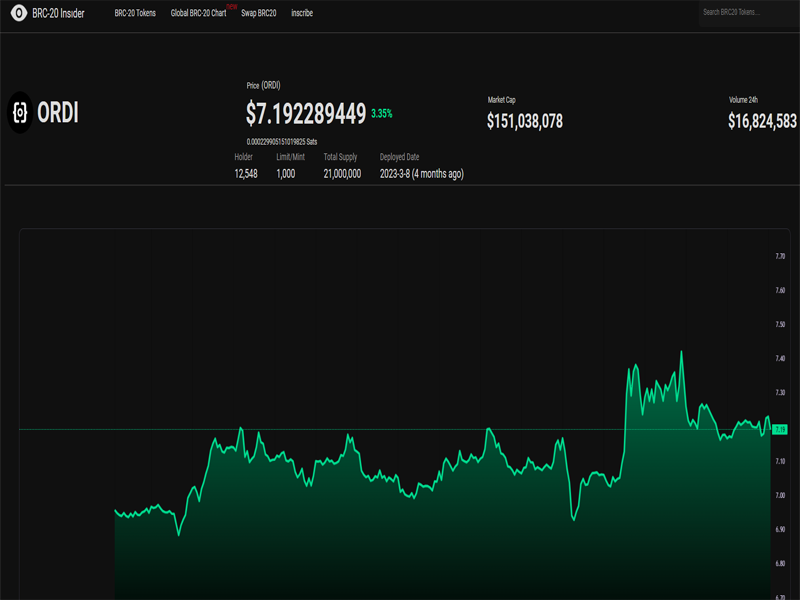 BRC-20 Insider
BRC-20 Tokens
Global BRC-20 Chart
new
Swap BRC20
inscribe
Search BRC20 Tokens...
ORDI
Price (ORDI)
$7.192289449 3.35%
0.000229905151019825 Sats
Market Cap
$151,038,078
Volume 24h
$16,824,583
Holder
12,548
Limit/Mint
1,000
Total Supply
21,000,000
Deployed Date
2023-3-8 (4 months ago)
7.70
7.60
7.50
7.40
7.30
7.19
7.10
7.00
6.90
6.80
6.70